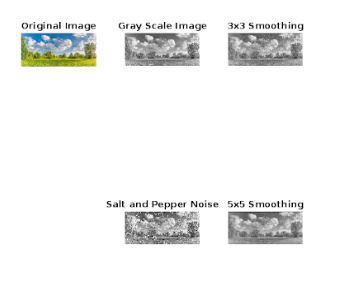 Original Image
Gray Scale Image
3x3 Smoothing
Salt and Pepper Noise
5x5 Smoothing